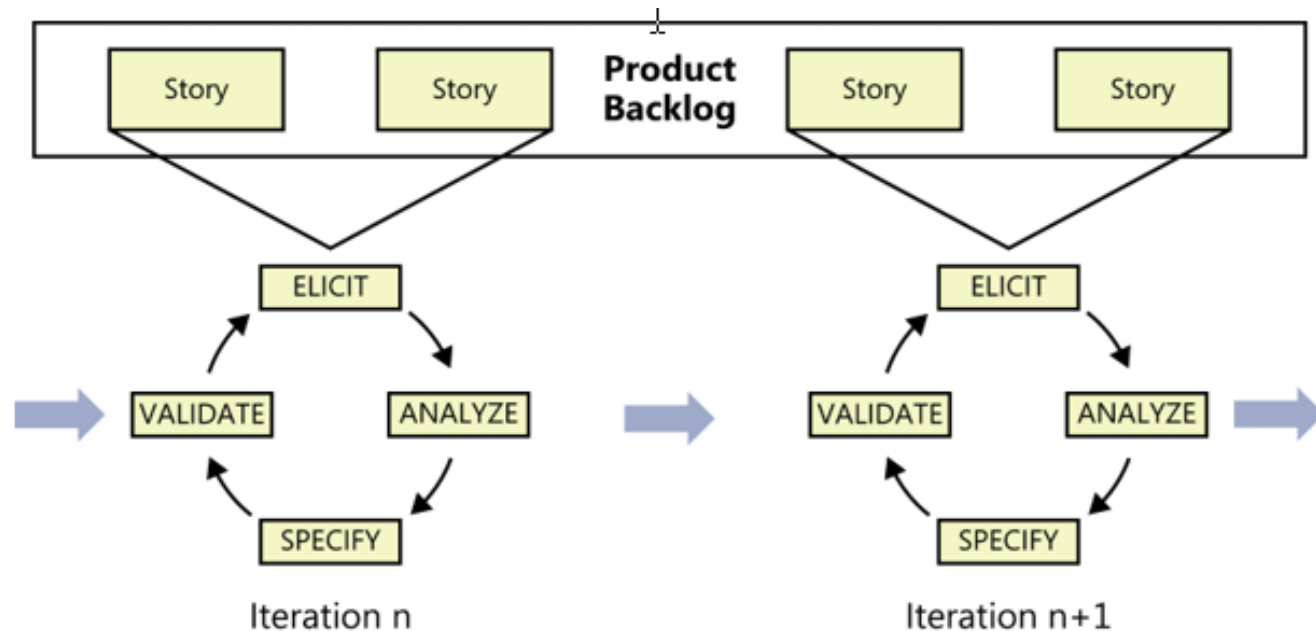 Story
Story
Product
Backlog
Story
Story
ELICIT
VALIDATE
ANALYZE
SPECIFY
Iteration n
ELICIT
VALIDATE
ANALYZE
SPECIFY
Iteration n+1